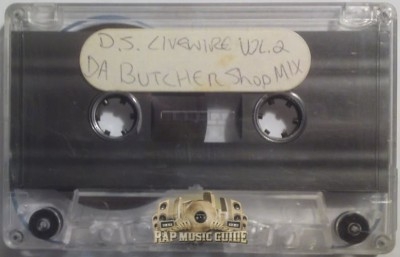 D.J. LIVEWIRE VOL.2
DA BUTCHER Shop MIX
RAP MUSIC GUIDE